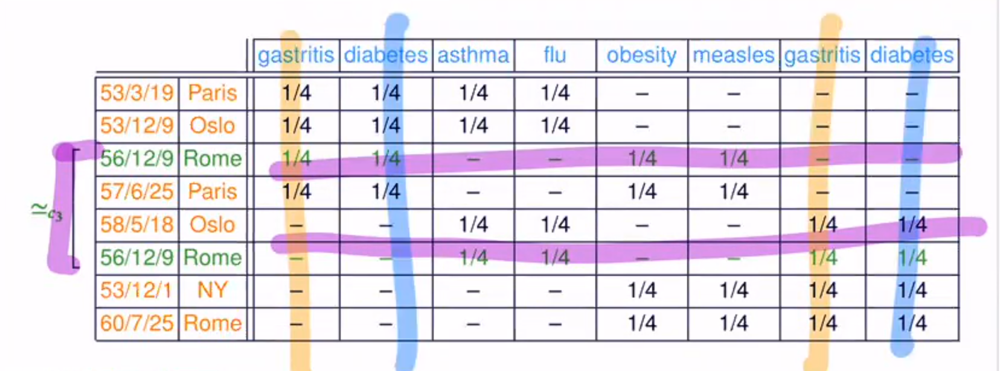 gastritis diabetes asthma flu obesity measles gastritis diabetes
53/3/19 Paris 1/4 1/4 1/4 1/4 – – – –
53/12/9 Oslo 1/4 1/4 1/4 1/4 – – – –
56/12/9 Rome 1/4 1/4 – – 1/4 1/4 – –
57/6/25 Paris 1/4 1/4 – – 1/4 1/4 – –
≃c3
58/5/18 Oslo – – 1/4 1/4 – – 1/4 1/4
56/12/9 Rome – – 1/4 1/4 – – 1/4 1/4
53/12/1 NY – – – – 1/4 1/4 1/4 1/4
60/7/25 Rome – – – – 1/4 1/4 1/4 1/4